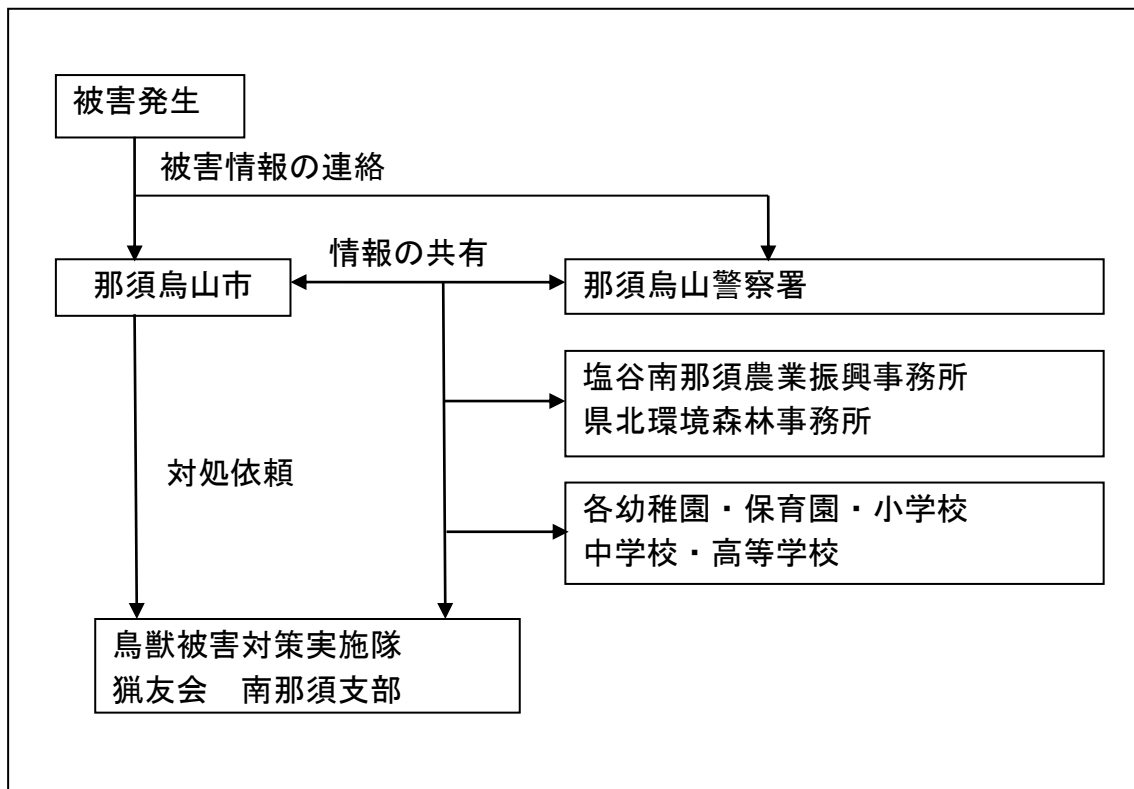 被害発生
被害情報の連絡
情報の共有
那須烏山市
那須烏山警察署
塩谷南那須農業振興事務所
県北環境森林事務所
対処依頼
各幼稚園・保育園・小学校
中学校・高等学校
鳥獣被害対策実施隊
猟友会　南那須支部